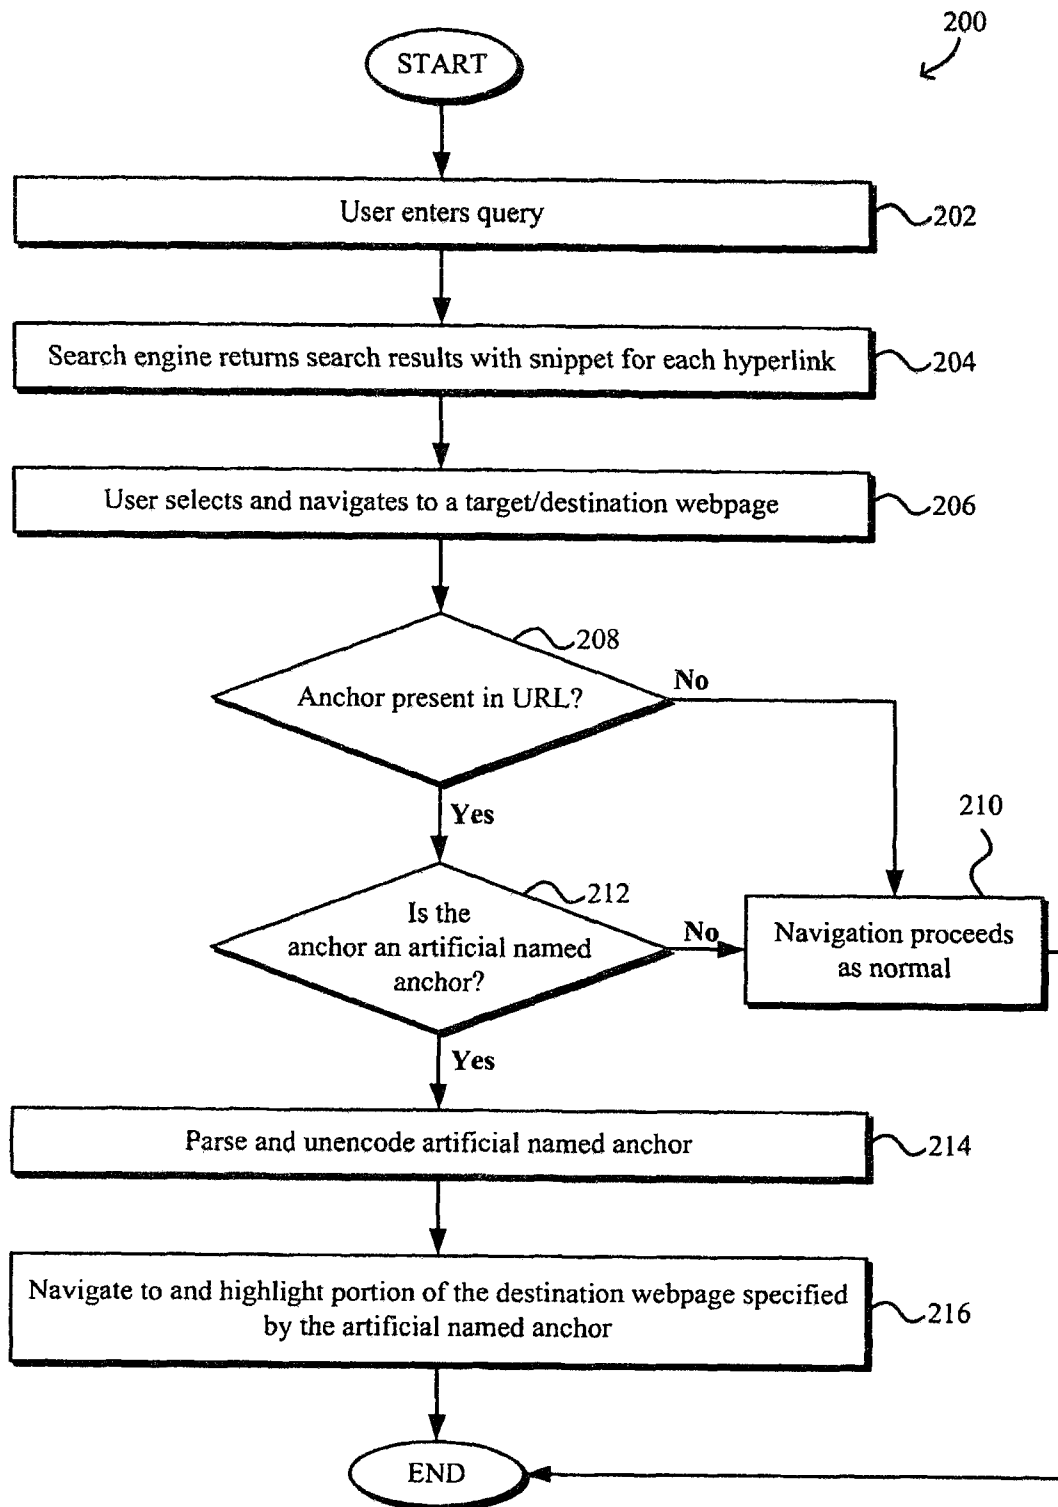 200
START
User enters query
202
Search engine returns search results with snippet for each hyperlink
204
User selects and navigates to a target/destination webpage
206
208
Anchor present in URL?
No
Yes
210
212
Is the
anchor an artificial named
anchor?
No
Navigation proceeds
as normal
Yes
Parse and unencode artificial named anchor
214
Navigate to and highlight portion of the destination webpage specified
by the artificial named anchor
216
END